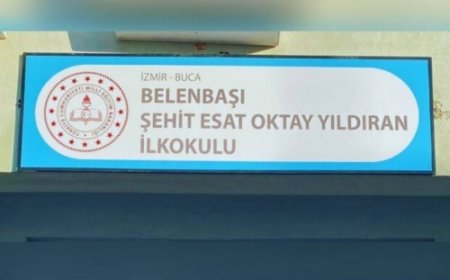 İZMİR - BUCA
BELENBAŞI
ŞEHİT ESAT OKTAY YILDIRAN
İLKOKULU